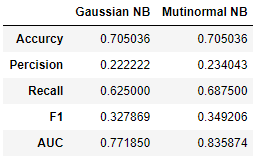 Gaussian NB Mutinormal NB
Accurcy 0.705036 0.705036
Percision 0.222222 0.234043
Recall 0.625000 0.687500
F1 0.327869 0.349206
AUC 0.771850 0.835874